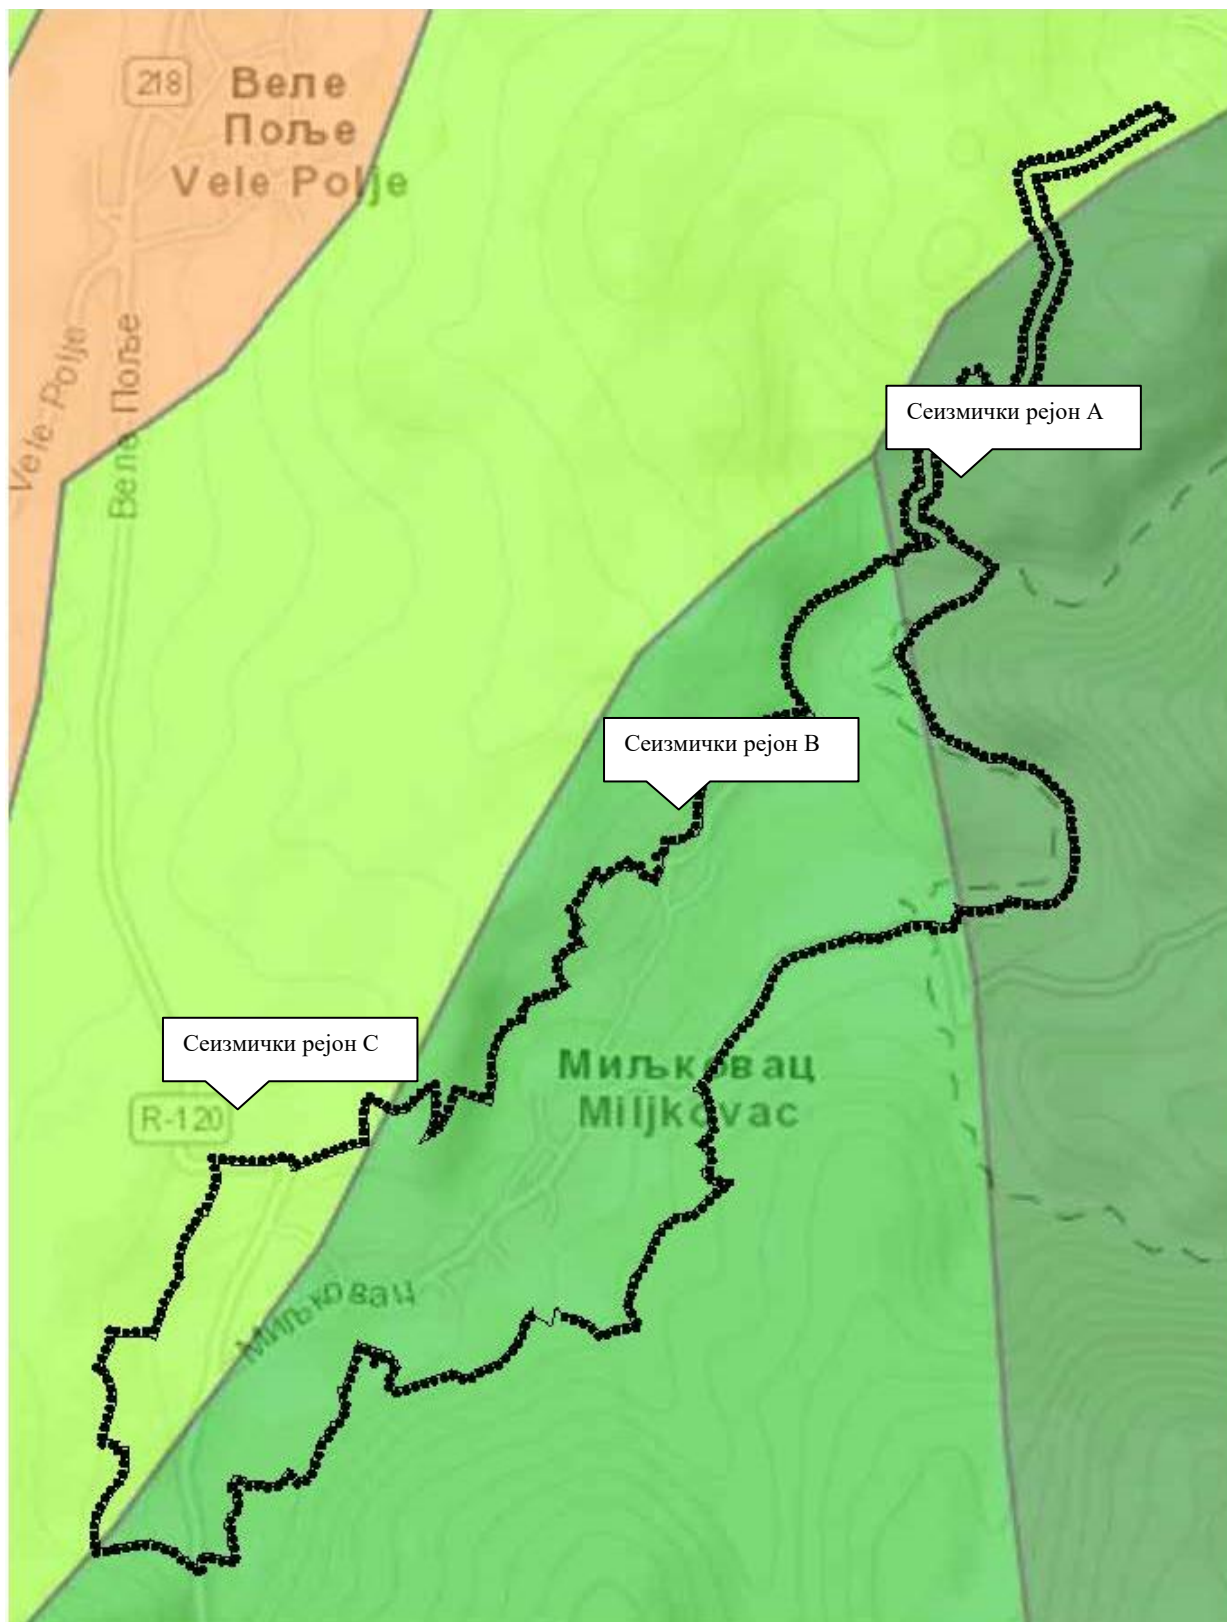 218
Веле
Поље
Vele Polje
Vele Polje
Веле Поље
Сеизмички рејон А
Сеизмички рејон В
Сеизмички рејон С
R-120
Миљковац
Miljkovac
Миљковац